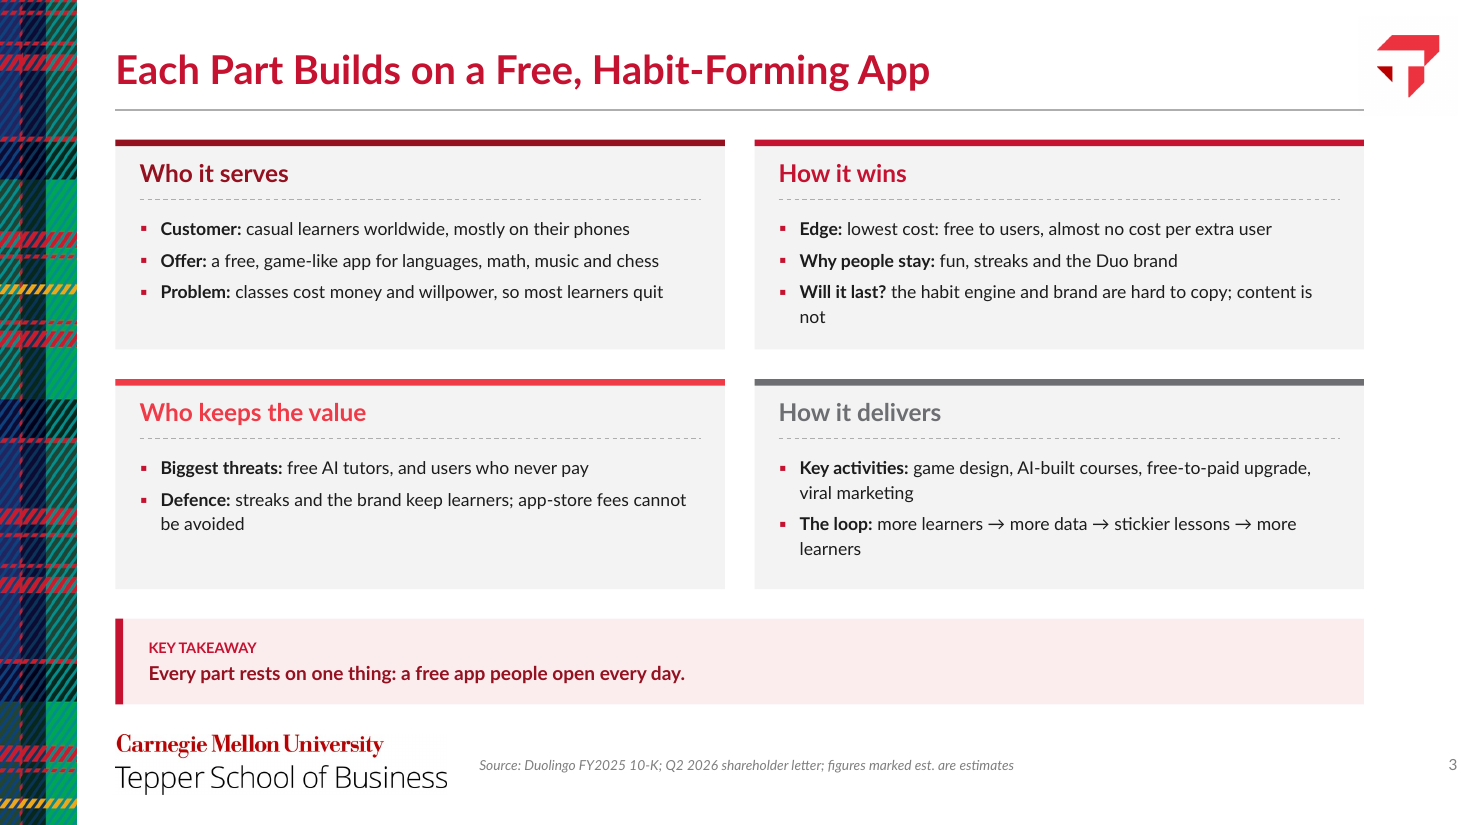 Each Part Builds on a Free, Habit-Forming App
Who it serves
▪ Customer: casual learners worldwide, mostly on their phones
▪ Offer: a free, game-like app for languages, math, music and chess
▪ Problem: classes cost money and willpower, so most learners quit
How it wins
▪ Edge: lowest cost: free to users, almost no cost per extra user
▪ Why people stay: fun, streaks and the Duo brand
▪ Will it last? the habit engine and brand are hard to copy; content is
not
Who keeps the value
▪ Biggest threats: free AI tutors, and users who never pay
▪ Defence: streaks and the brand keep learners; app-store fees cannot
be avoided
How it delivers
▪ Key activities: game design, AI-built courses, free-to-paid upgrade,
viral marketing
▪ The loop: more learners → more data → stickier lessons → more
learners
KEY TAKEAWAY
Every part rests on one thing: a free app people open every day.
Carnegie Mellon University
Tepper School of Business
Source: Duolingo FY2025 10-K; Q2 2026 shareholder letter; figures marked est. are estimates
3